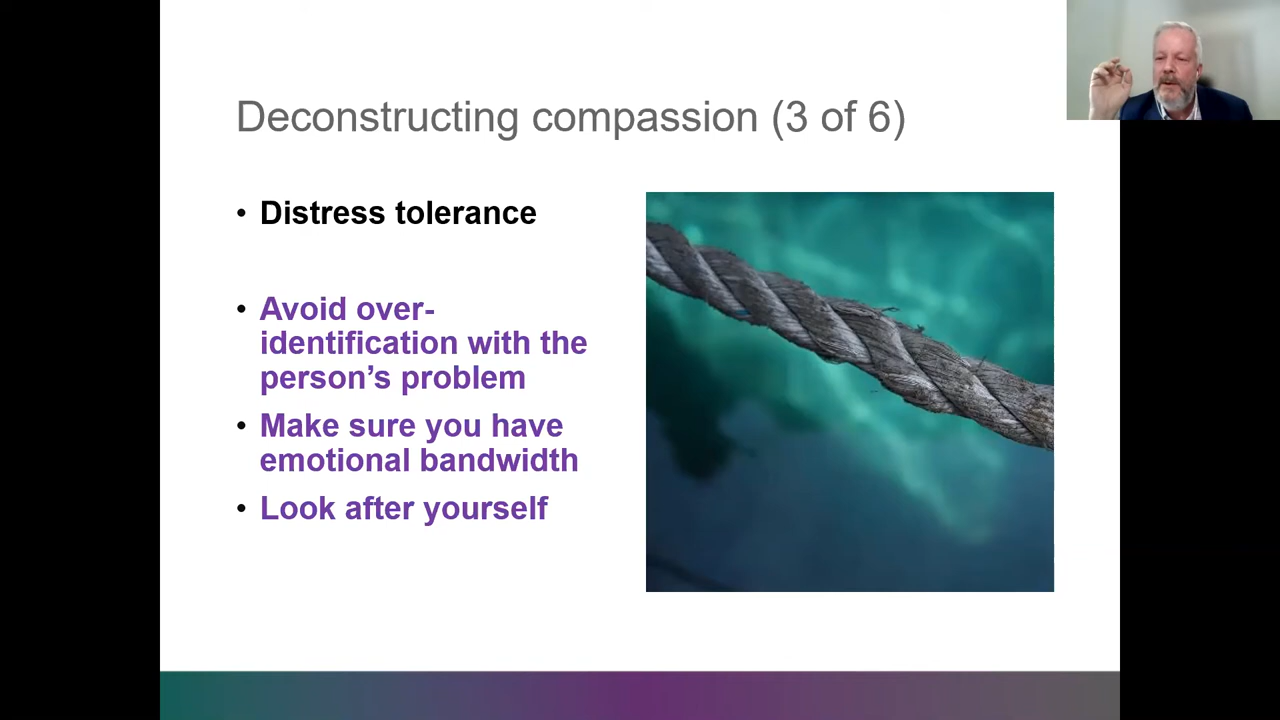 Deconstructing compassion (3 of 6)
• Distress tolerance
• Avoid over-
identification with the
person’s problem
• Make sure you have
emotional bandwidth
• Look after yourself